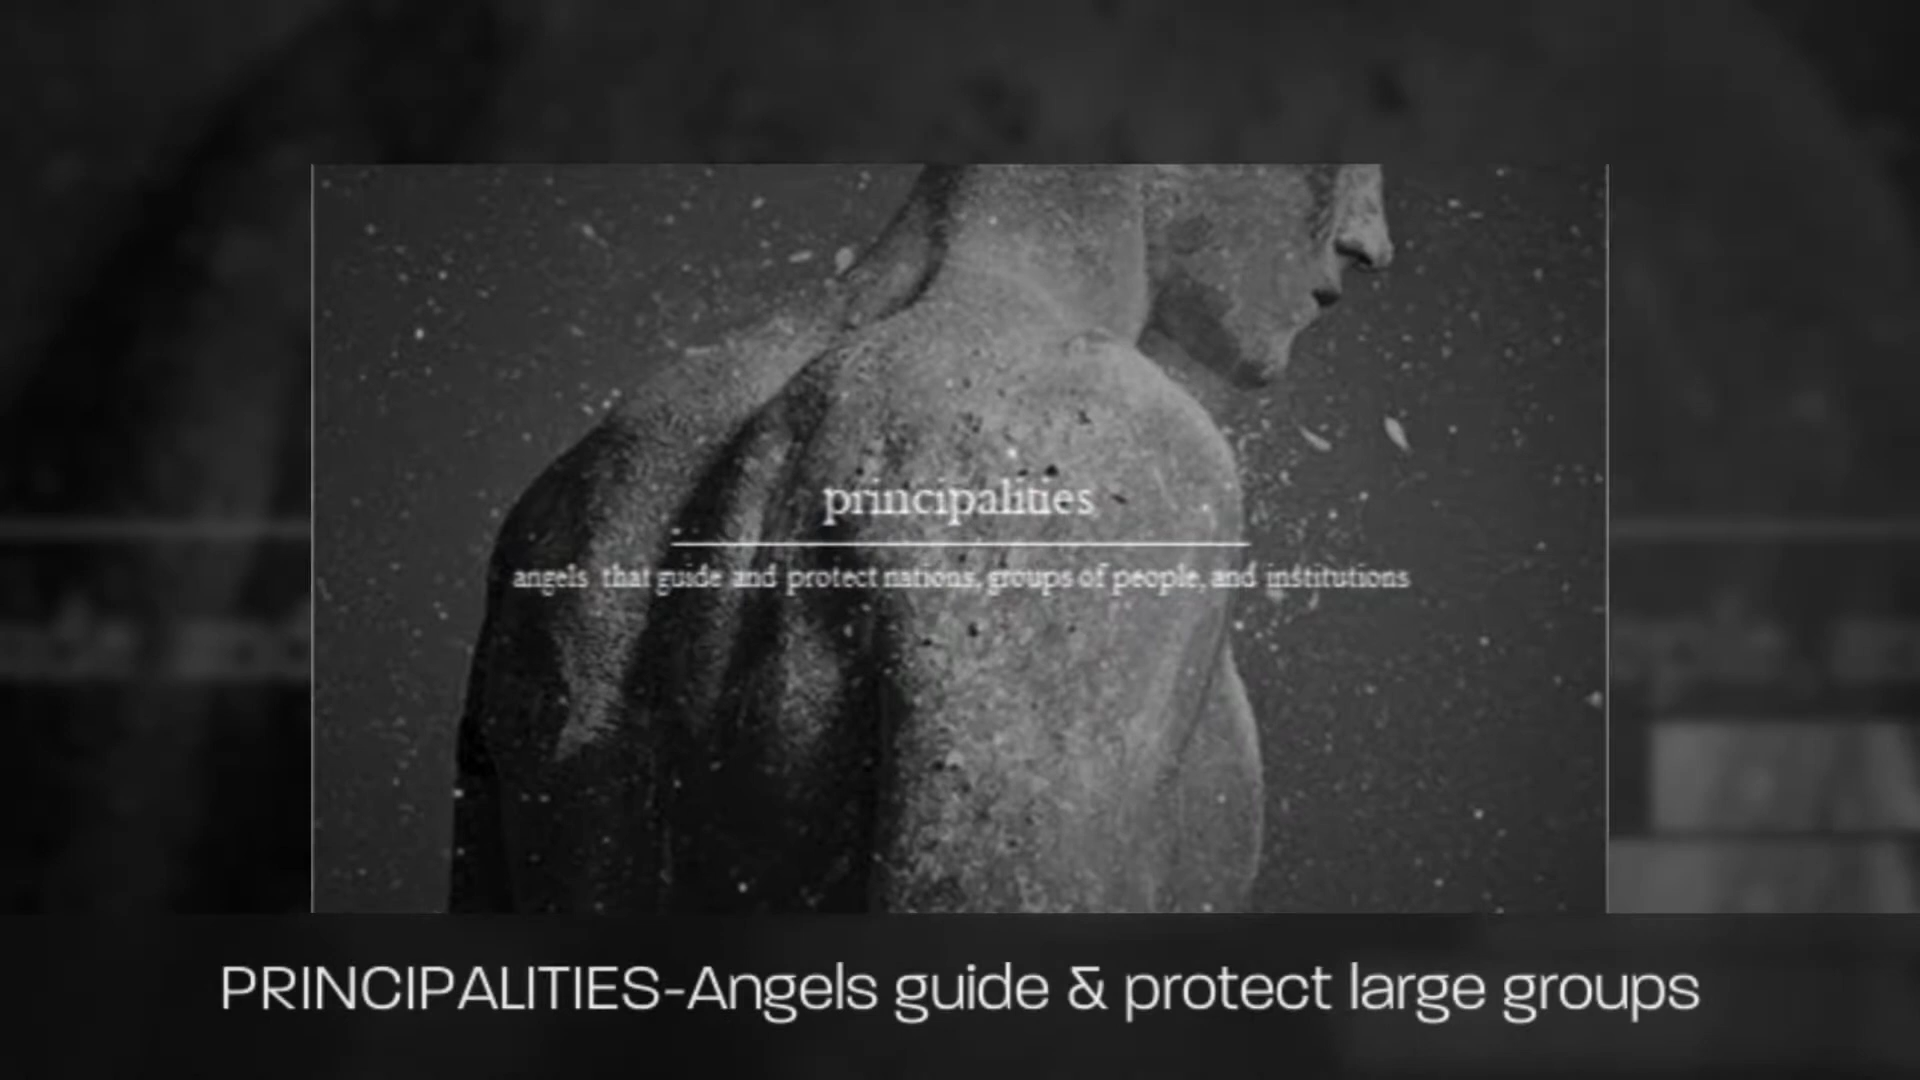 principalities
angels that guide and protect nations, groups of people, and institutions
PRINCIPALITIES-Angels guide & protect large groups